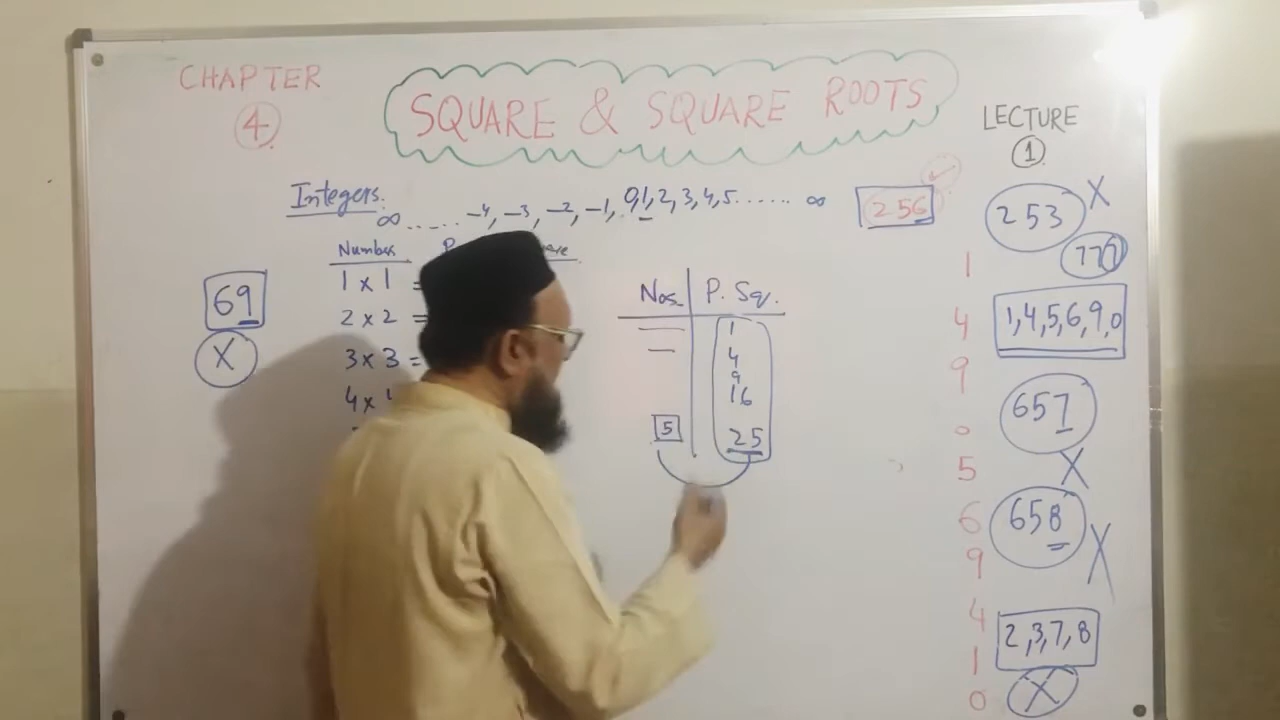 CHAPTER
4
SQUARE & SQUARE ROOTS
LECTURE
1
Integers.
∞ ...... -4, -3, -2, -1, 0, 1, 2, 3, 4, 5 ...... ∞
256 ✓
253 X
777
Number
1 x 1 =
2 x 2 =
3 x 3 =
4 x
69
X
Nos. P. Sq.
1
4
9
16
5 25
1
4
9
0
5
6
9
4
1
0
1,4,5,6,9,0
657
X
658
X
2,3,7,8
X